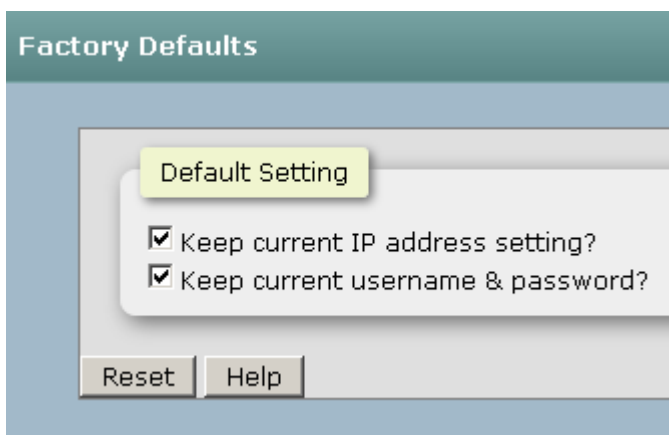 Factory Defaults
Default Setting
Keep current IP address setting?
Keep current username & password?
Reset Help